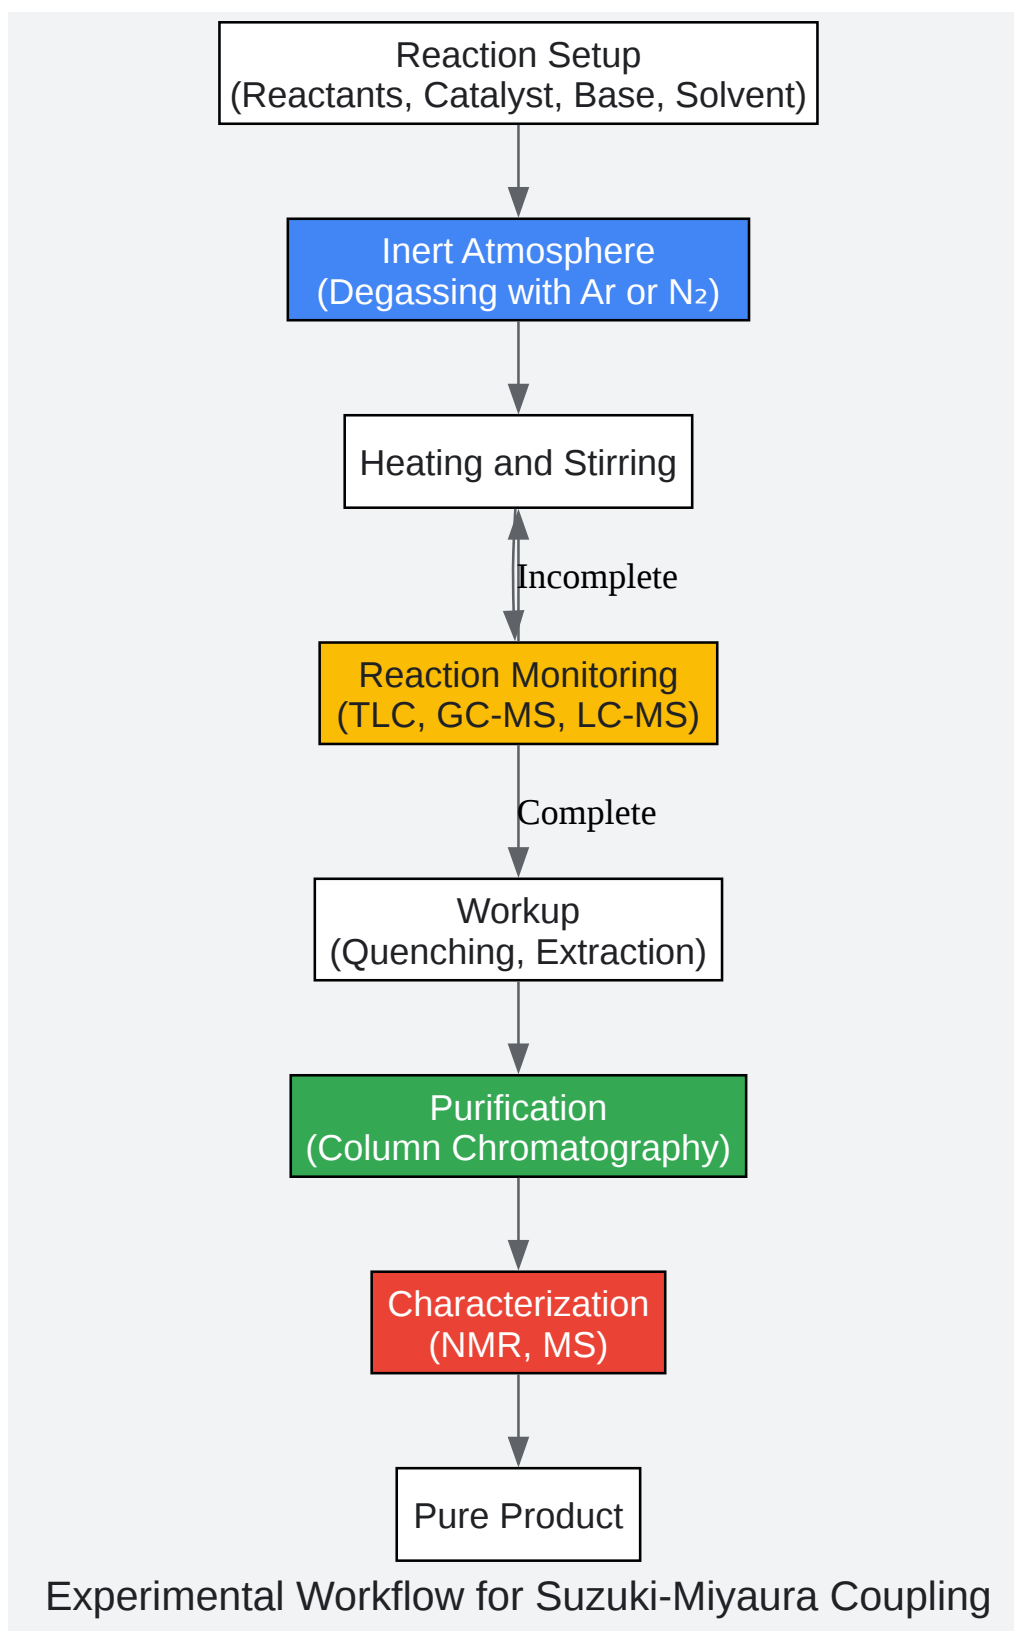 Reaction Setup
(Reactants, Catalyst, Base, Solvent)
Inert Atmosphere
(Degassing with Ar or N₂)
Heating and Stirring
Incomplete
Reaction Monitoring
(TLC, GC-MS, LC-MS)
Complete
Workup
(Quenching, Extraction)
Purification
(Column Chromatography)
Characterization
(NMR, MS)
Pure Product
Experimental Workflow for Suzuki-Miyaura Coupling